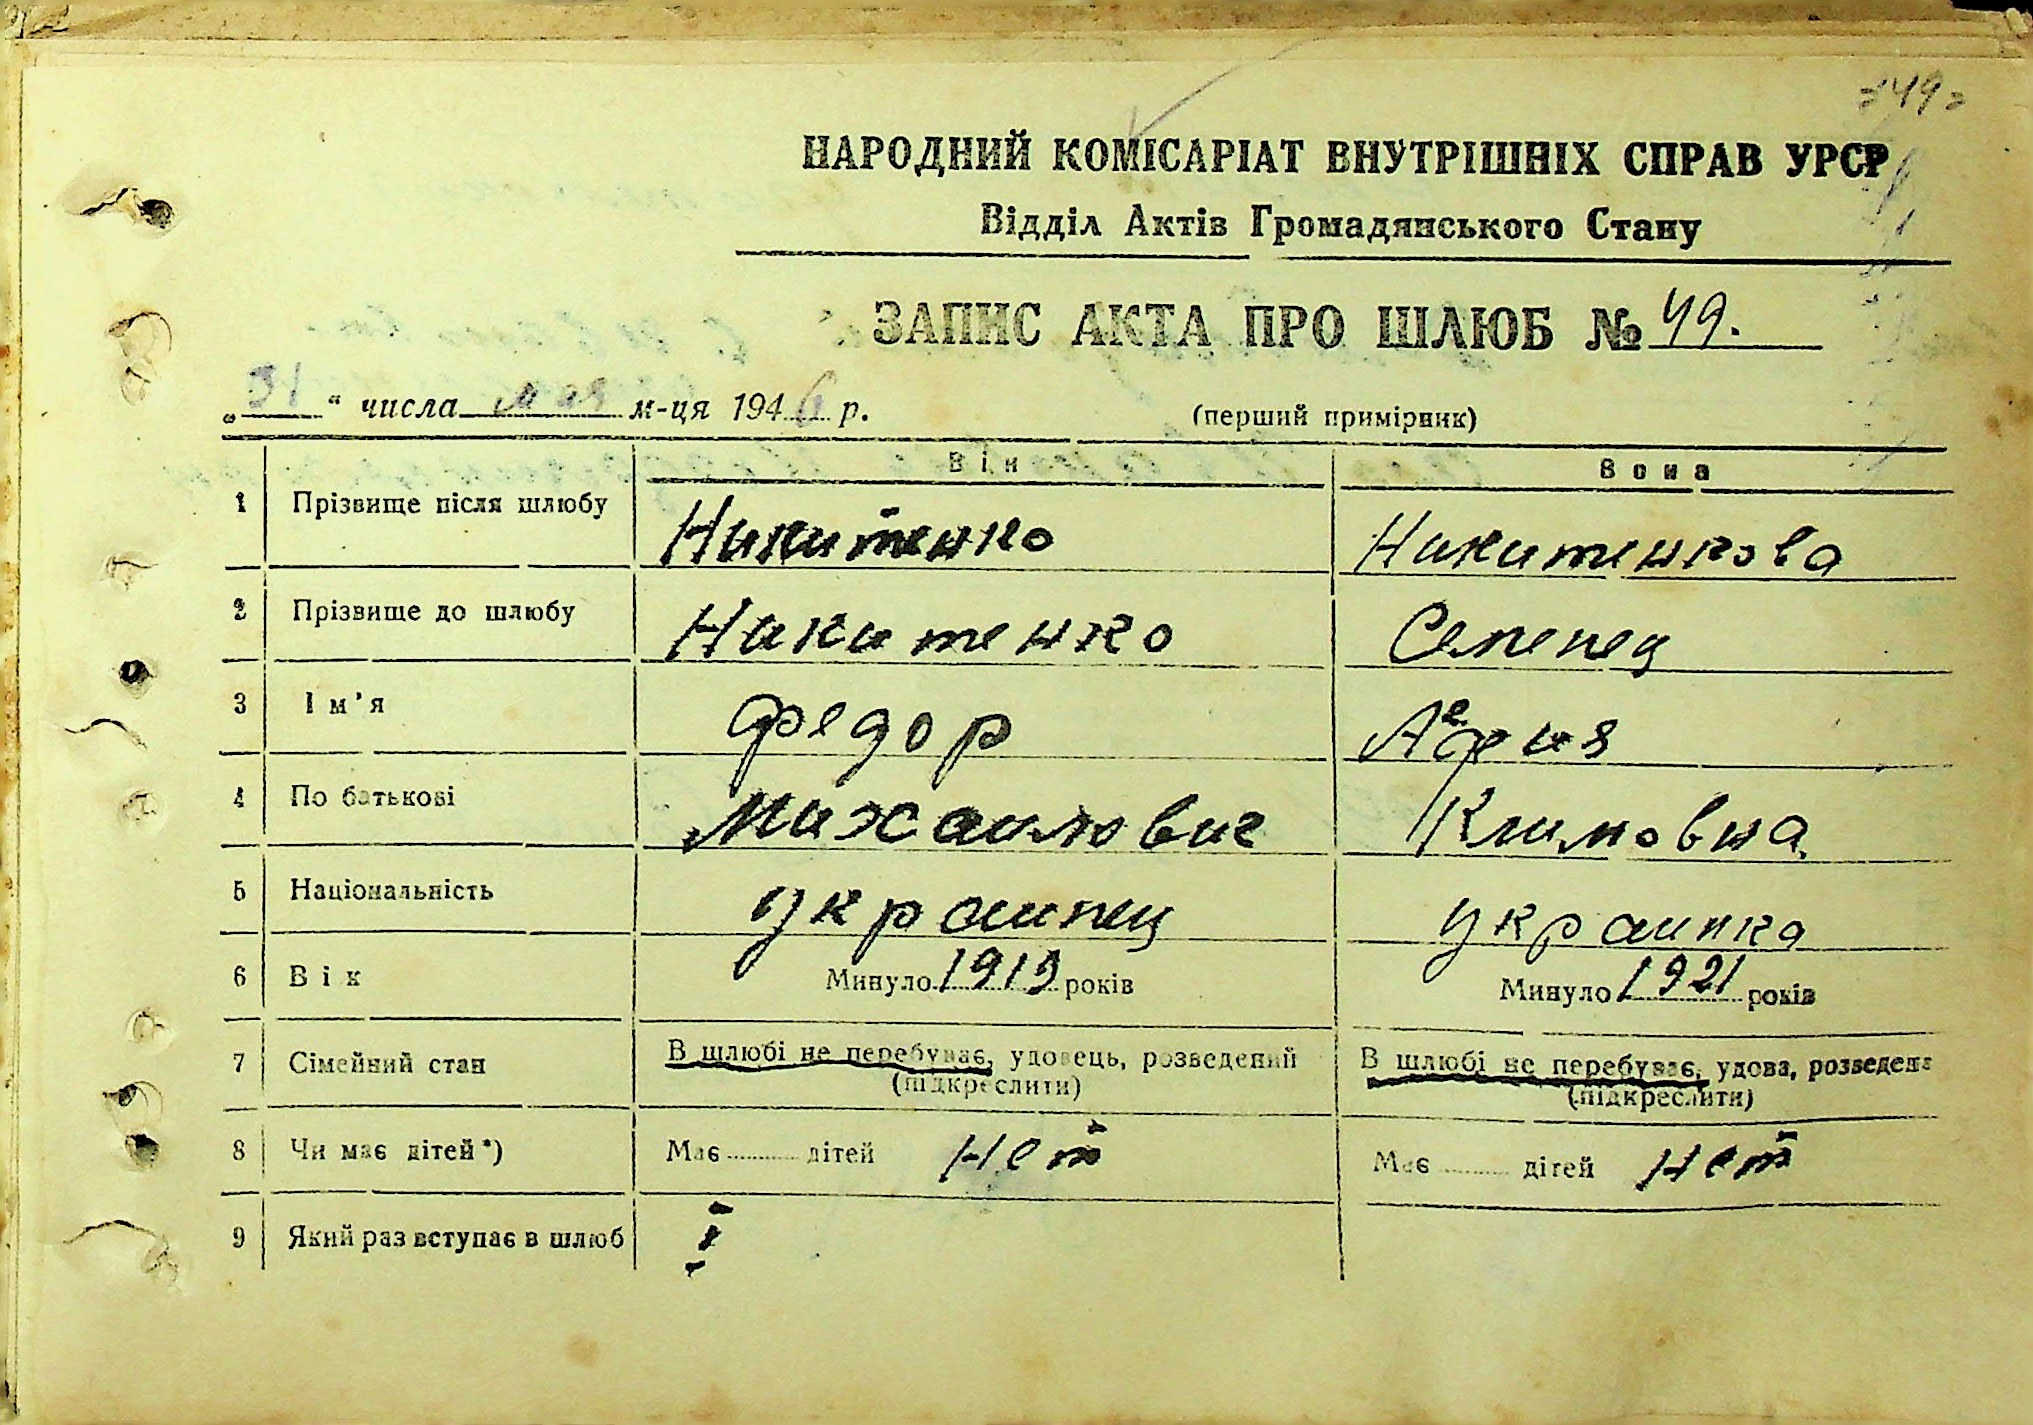 =49=
НАРОДНИЙ КОМІСАРІАТ ВНУТРІШНІХ СПРАВ УРСР
Відділ Актів Громадянського Стану
ЗАПИС АКТА ПРО ШЛЮБ № 49.
„31“ числа мая м-ця 1946 р. (перший примірник)
Він Вона
1 Прізвище після шлюбу Никитенко Никитенкова
2 Прізвище до шлюбу Никитенко
3 Ім'я Федор
4 По батькові Михаилович Климовна
5 Національність украинец украинка
6 Вік Минуло 1919 років Минуло 1921 років
7 Сімейний стан В шлюбі не перебуває, удовець, розведений В шлюбі не перебуває, удова, розведена
(підкреслити) (підкреслити)
8 Чи має дітей*) Має дітей нет Має дітей нет
9 Який раз вступає в шлюб I